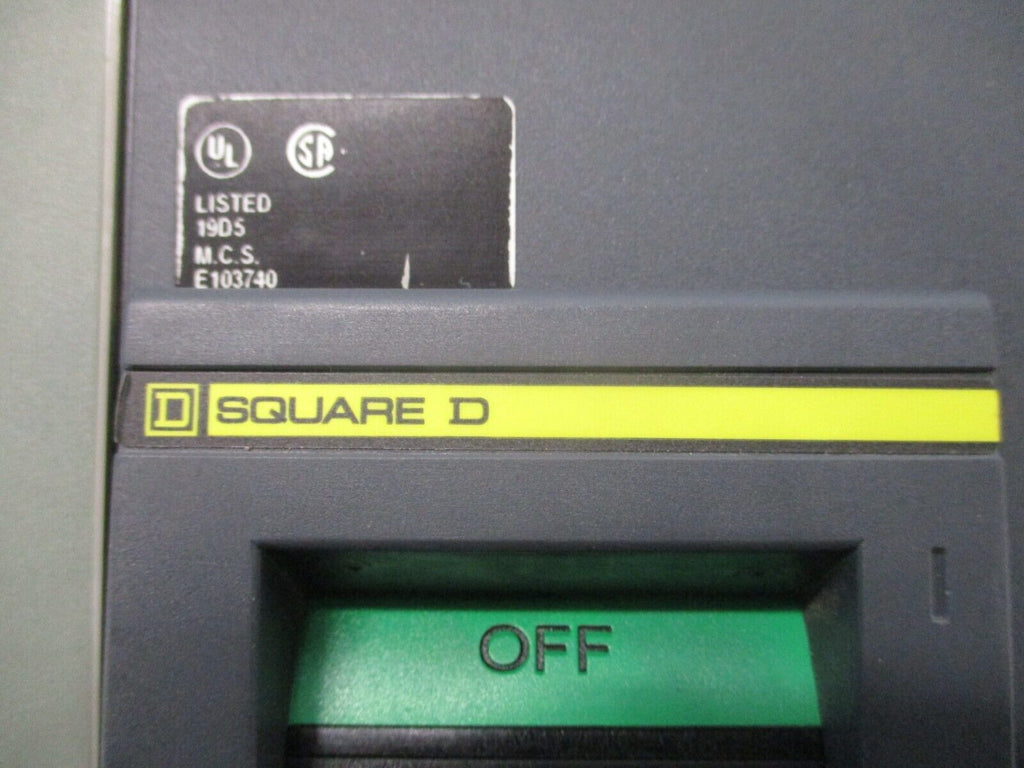 UL SA
LISTED
19D5
M.C.S.
E103740
D SQUARE D
OFF